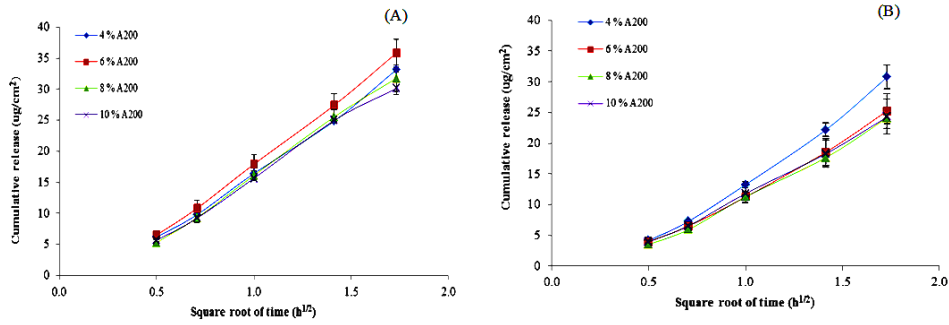 (A)
Cumulative release (ug/cm²)
40
35
30
25
20
15
10
5
0
4 % A200
6 % A200
8 % A200
10 % A200
0.0 0.5 1.0 1.5 2.0
Square root of time (h^1/2)
(B)
Cumulative release (ug/cm²)
40
35
30
25
20
15
10
5
0
4 % A200
6 % A200
8 % A200
10 % A200
0.0 0.5 1.0 1.5 2.0
Square root of time (h^1/2)